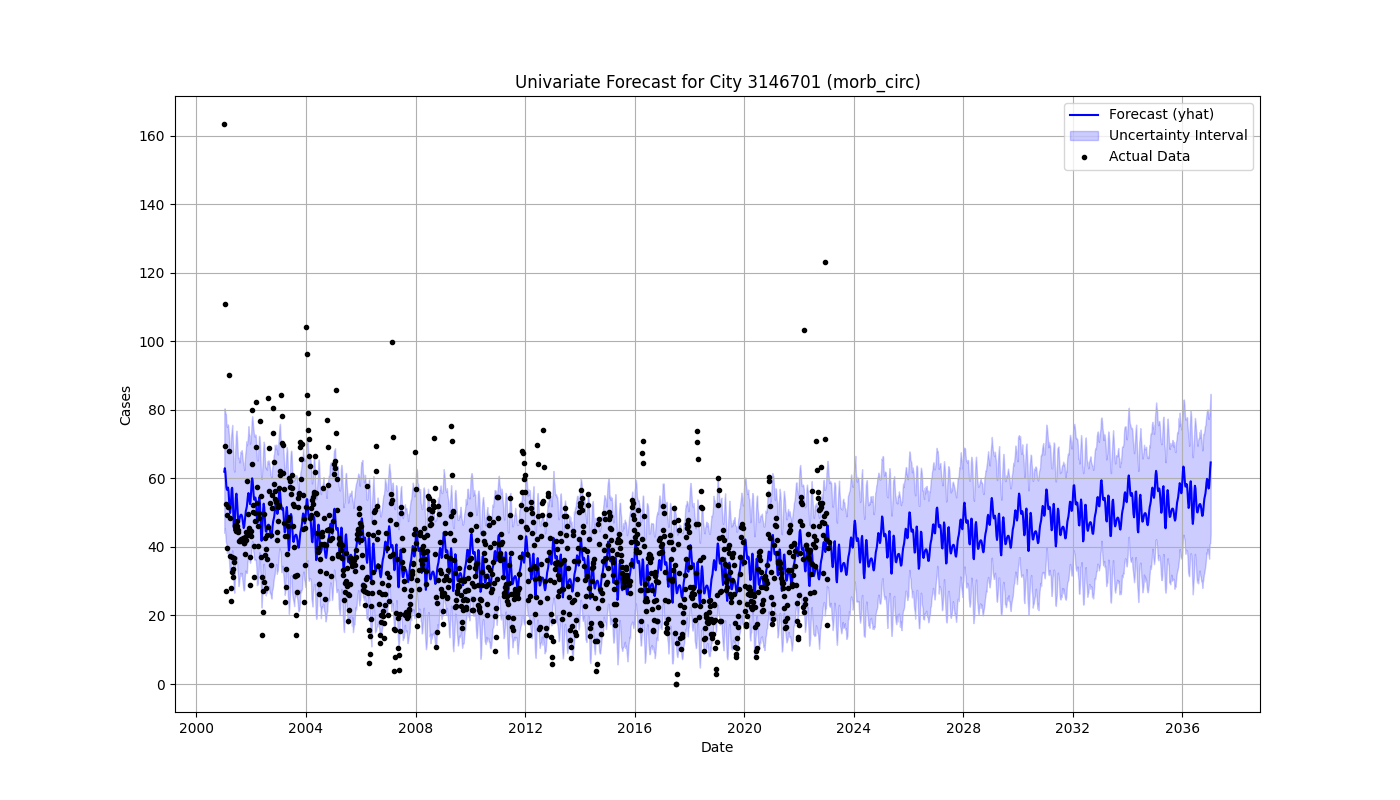 Univariate Forecast for City 3146701 (morb_circ)
Forecast (yhat)
Uncertainty Interval
Actual Data
Cases
160
140
120
100
80
60
40
20
0
2000 2004 2008 2012 2016 2020 2024 2028 2032 2036
Date